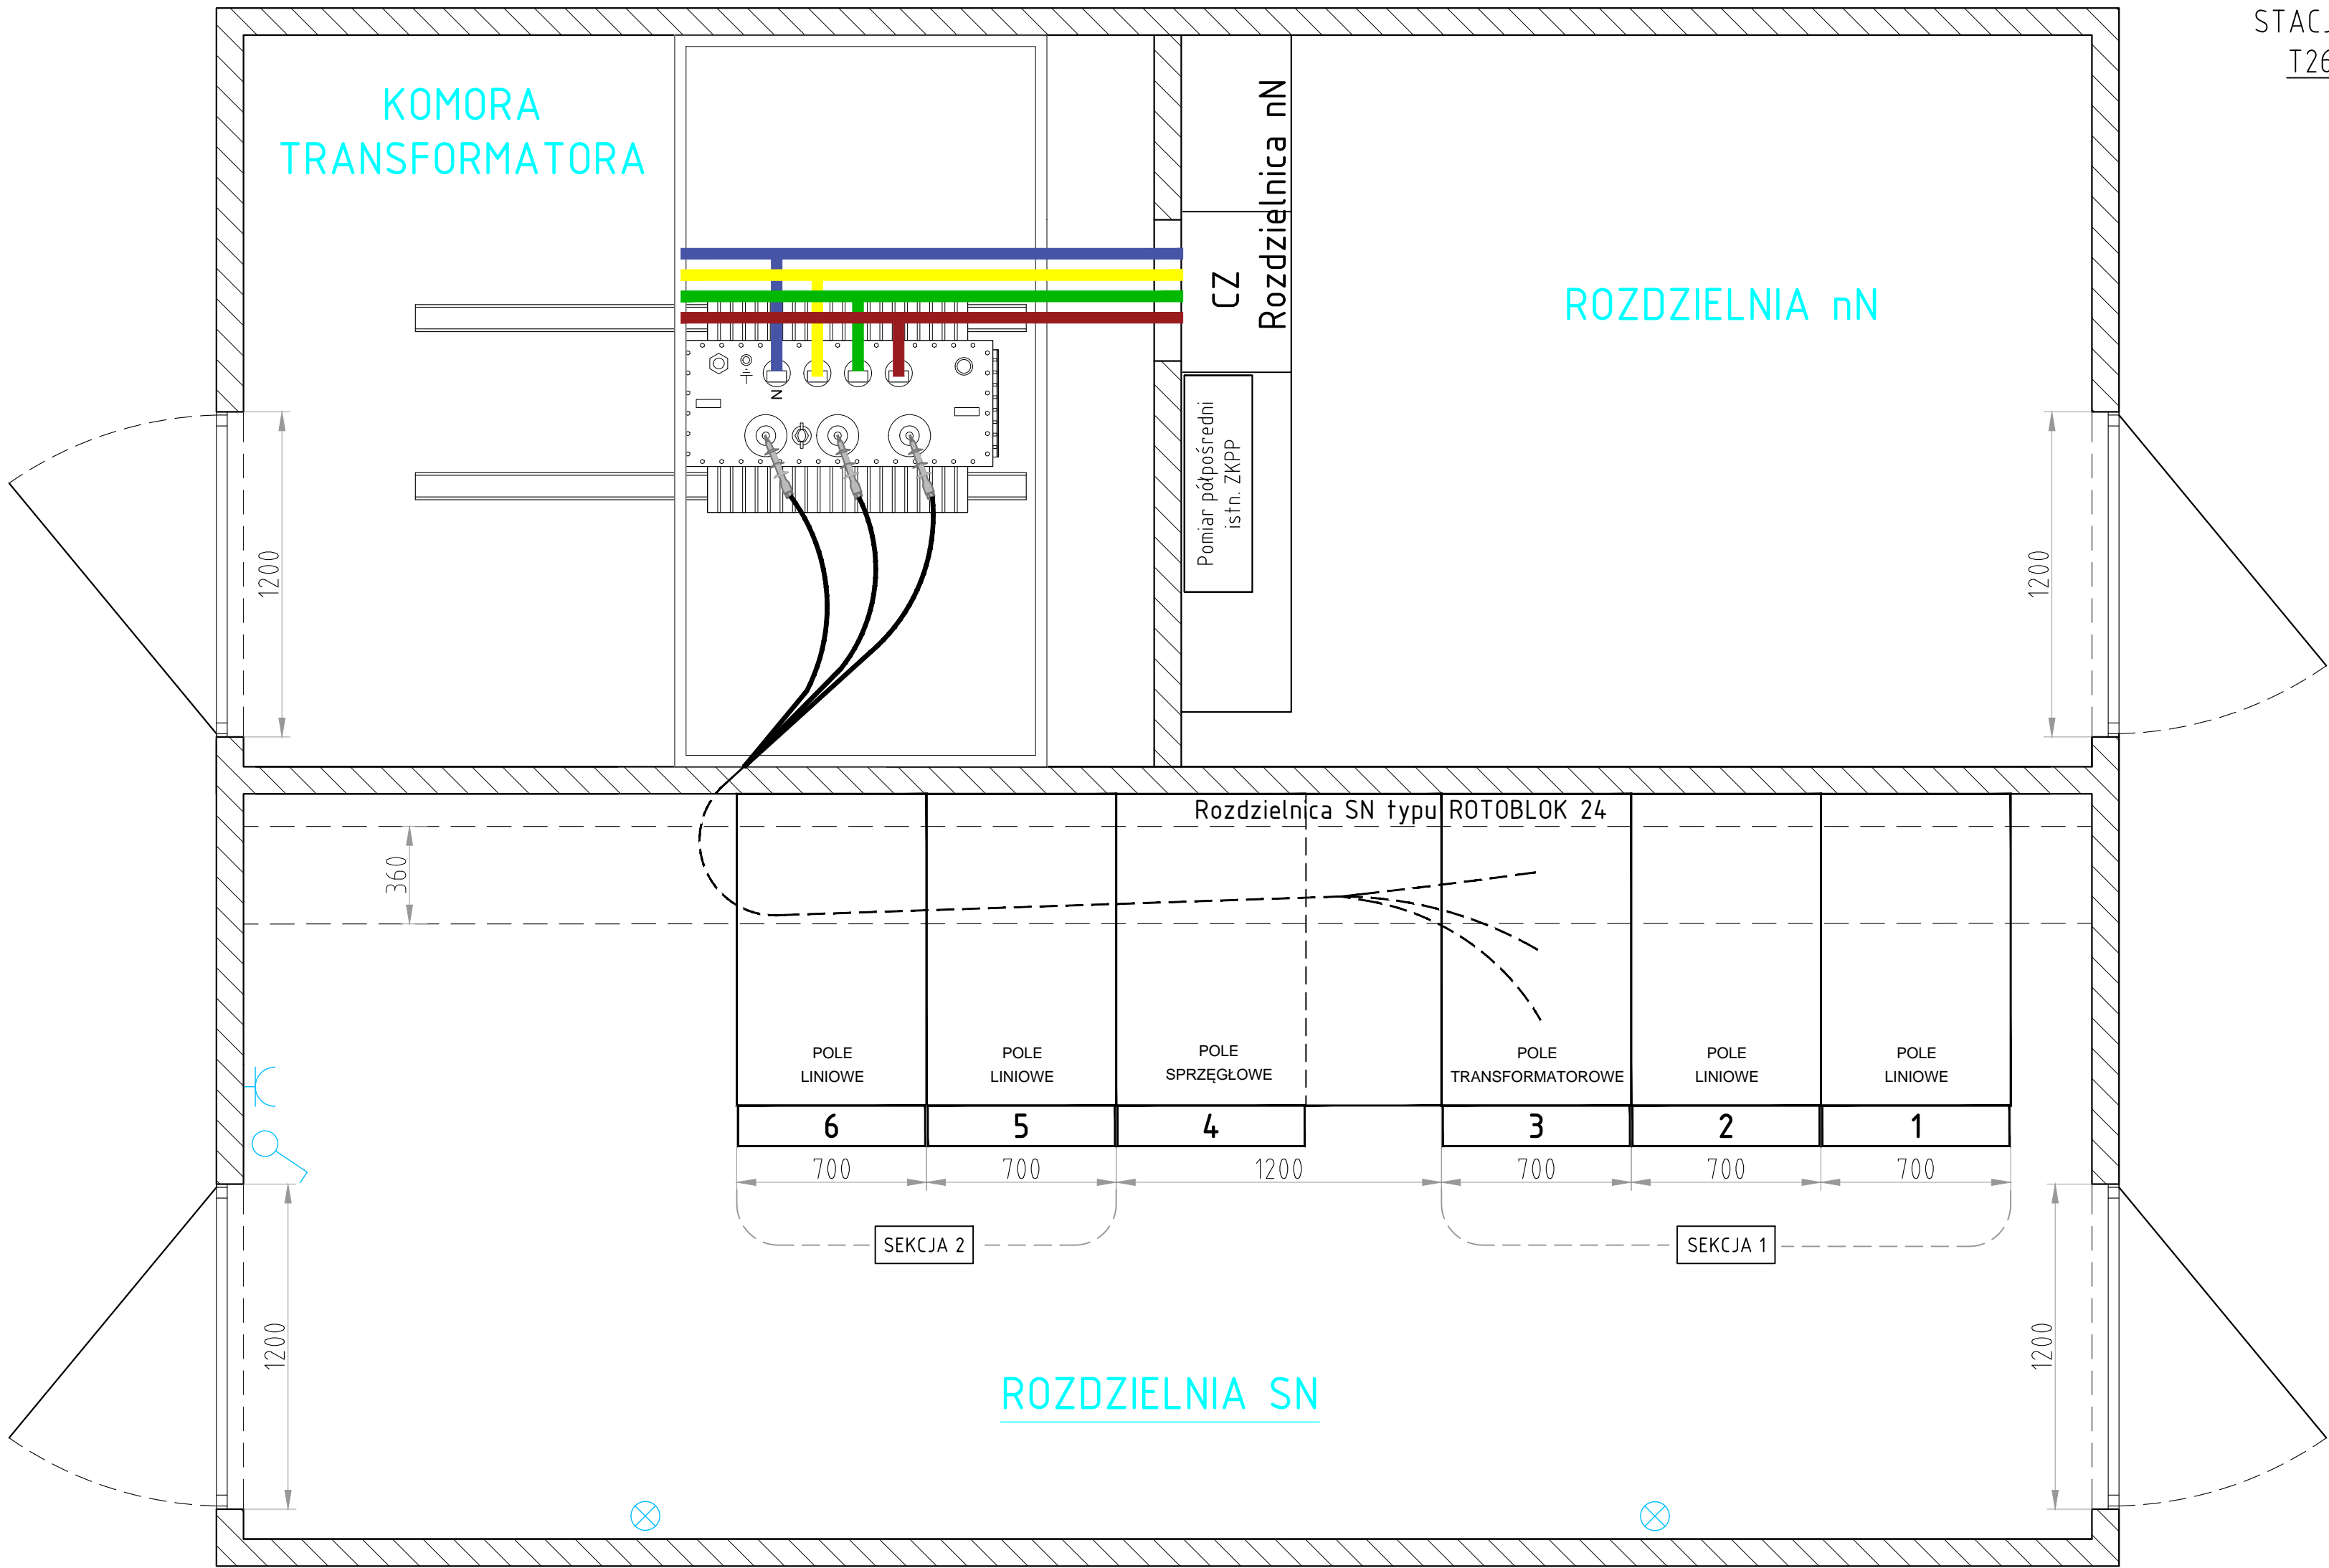 STACJ
T26
KOMORA
TRANSFORMATORA
Rozdzielnica nN
CZ
ROZDZIELNIA nN
N
Pomiar półpośredni
istn. ZKPP
1200
1200
Rozdzielnica SN typu ROTOBLOK 24
360
POLE
LINIOWE
POLE
LINIOWE
POLE
SPRZĘGŁOWE
POLE
TRANSFORMATOROWE
POLE
LINIOWE
POLE
LINIOWE
6
5
4
3
2
1
700
700
1200
700
700
700
SEKCJA 2
SEKCJA 1
1200
1200
ROZDZIELNIA SN